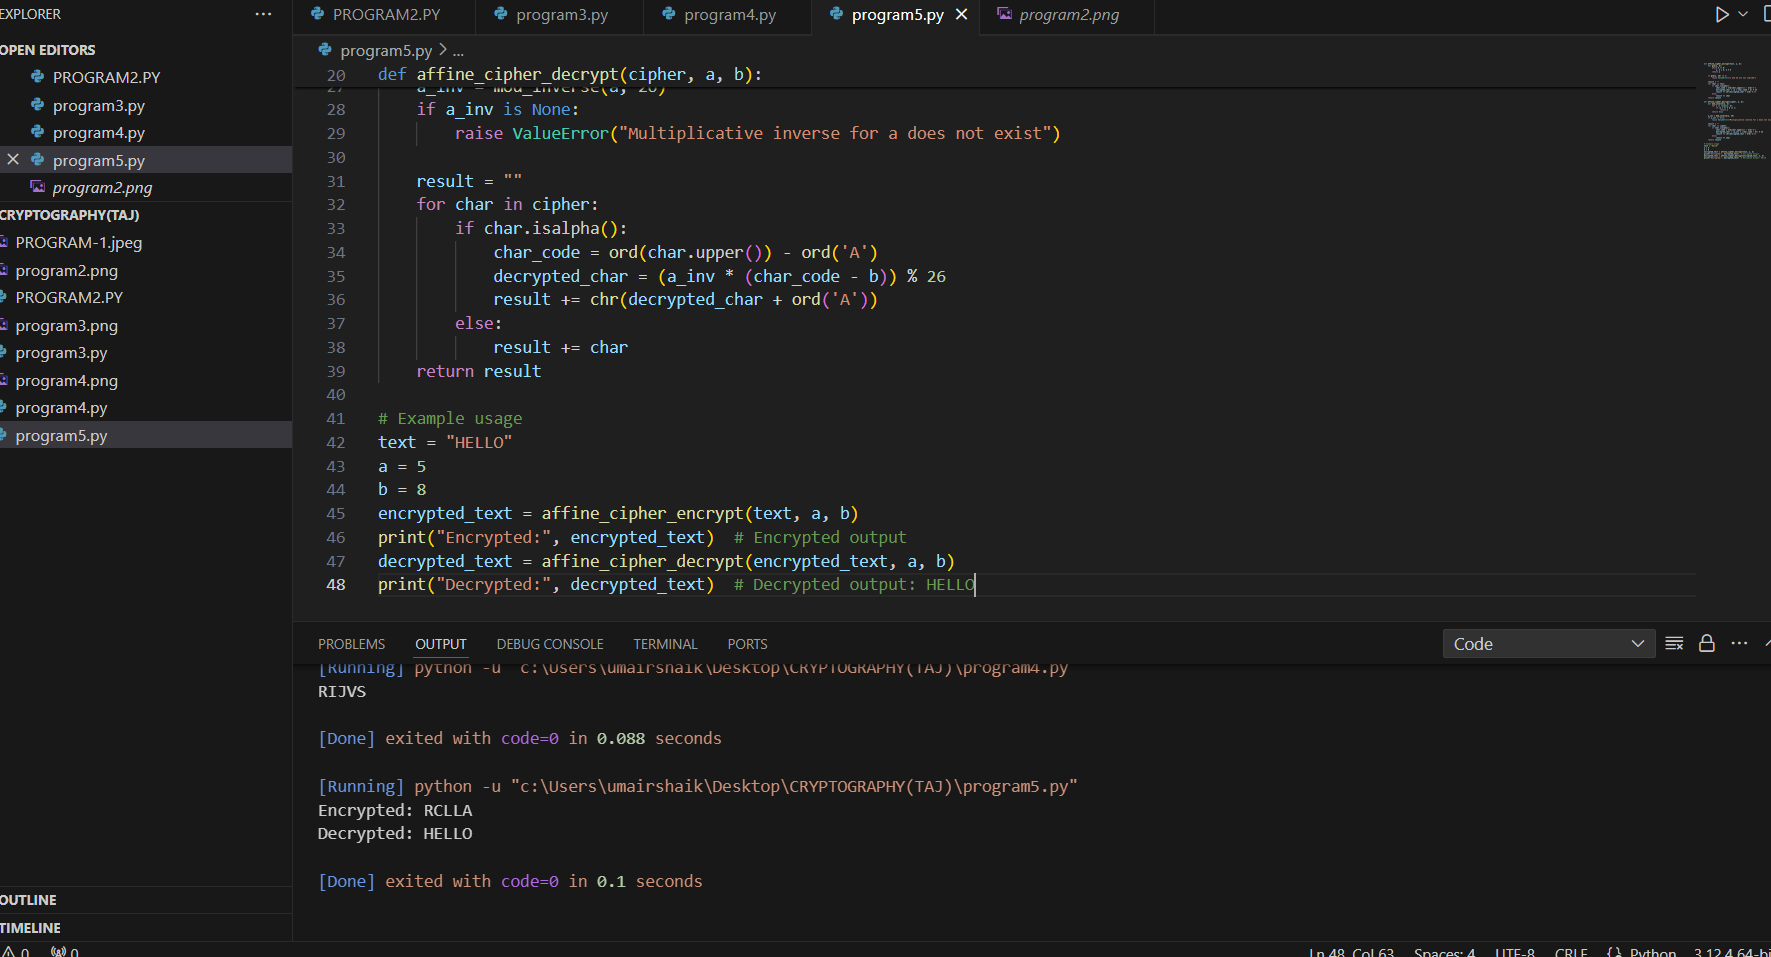 EXPLORER
OPEN EDITORS
PROGRAM2.PY
program3.py
program4.py
program5.py
program2.png
CRYPTOGRAPHY(TAJ)
PROGRAM-1.jpeg
program2.png
PROGRAM2.PY
program3.png
program3.py
program4.png
program4.py
program5.py
OUTLINE
TIMELINE
PROGRAM2.PY program3.py program4.py program5.py program2.png
program5.py > ...
20 def affine_cipher_decrypt(cipher, a, b):
27 a_inv = mod_inverse(a, 26)
28 if a_inv is None:
29 raise ValueError("Multiplicative inverse for a does not exist")
30
31 result = ""
32 for char in cipher:
33 if char.isalpha():
34 char_code = ord(char.upper()) - ord('A')
35 decrypted_char = (a_inv * (char_code - b)) % 26
36 result += chr(decrypted_char + ord('A'))
37 else:
38 result += char
39 return result
40
41 # Example usage
42 text = "HELLO"
43 a = 5
44 b = 8
45 encrypted_text = affine_cipher_encrypt(text, a, b)
46 print("Encrypted:", encrypted_text)  # Encrypted output
47 decrypted_text = affine_cipher_decrypt(encrypted_text, a, b)
48 print("Decrypted:", decrypted_text)  # Decrypted output: HELLO
PROBLEMS OUTPUT DEBUG CONSOLE TERMINAL PORTS Code
[Running] python -u "c:\Users\umairshaik\Desktop\CRYPTOGRAPHY(TAJ)\program4.py"
RIJVS
[Done] exited with code=0 in 0.088 seconds
[Running] python -u "c:\Users\umairshaik\Desktop\CRYPTOGRAPHY(TAJ)\program5.py"
Encrypted: RCLLA
Decrypted: HELLO
[Done] exited with code=0 in 0.1 seconds
0 0 Ln 48, Col 63 Spaces: 4 UTF-8 CRLF {} Python 3.12.4 64-bi